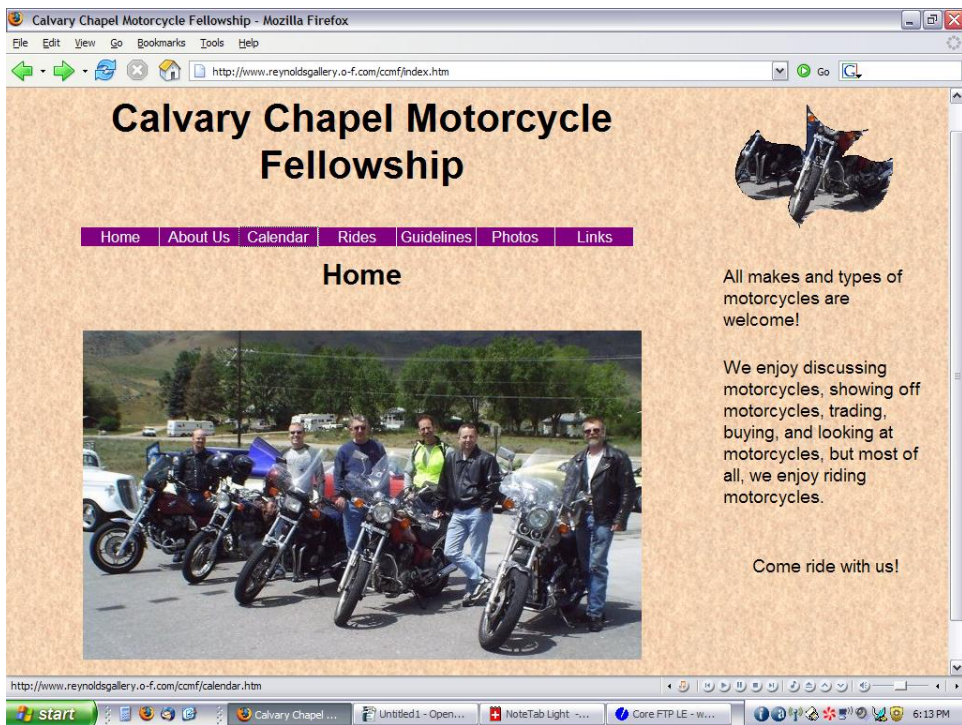 Calvary Chapel Motorcycle Fellowship - Mozilla Firefox
File Edit View Go Bookmarks Tools Help
http://www.reynoldsgallery.o-f.com/ccmf/index.htm Go G
Calvary Chapel Motorcycle
Fellowship
Home About Us Calendar Rides Guidelines Photos Links
Home
All makes and types of
motorcycles are
welcome!
We enjoy discussing
motorcycles, showing off
motorcycles, trading,
buying, and looking at
motorcycles, but most of
all, we enjoy riding
motorcycles.
Come ride with us!
http://www.reynoldsgallery.o-f.com/ccmf/calendar.htm
start Calvary Chapel ... Untitled1 - Open... NoteTab Light -... Core FTP LE - w... 6:13 PM